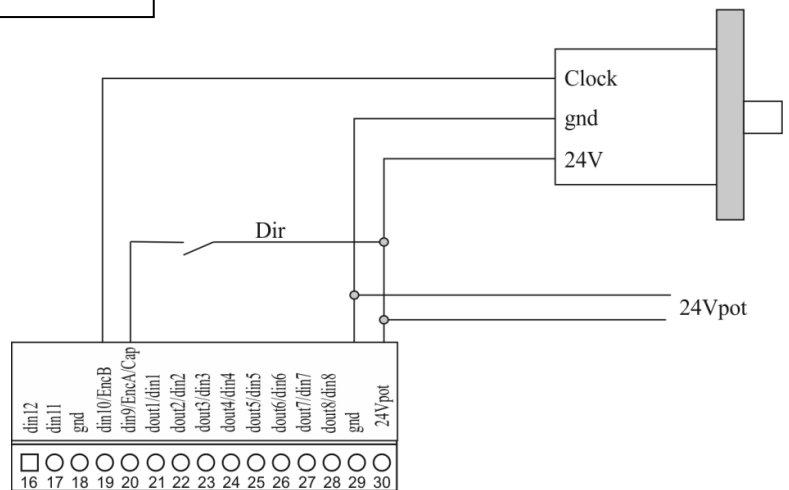 Clock
gnd
24V
Dir
24Vpot
din12
din11
gnd
din10/EncB
din9/EncA/Cap
dout1/din1
dout2/din2
dout3/din3
dout4/din4
dout5/din5
dout6/din6
dout7/din7
dout8/din8
gnd
24Vpot
16 17 18 19 20 21 22 23 24 25 26 27 28 29 30